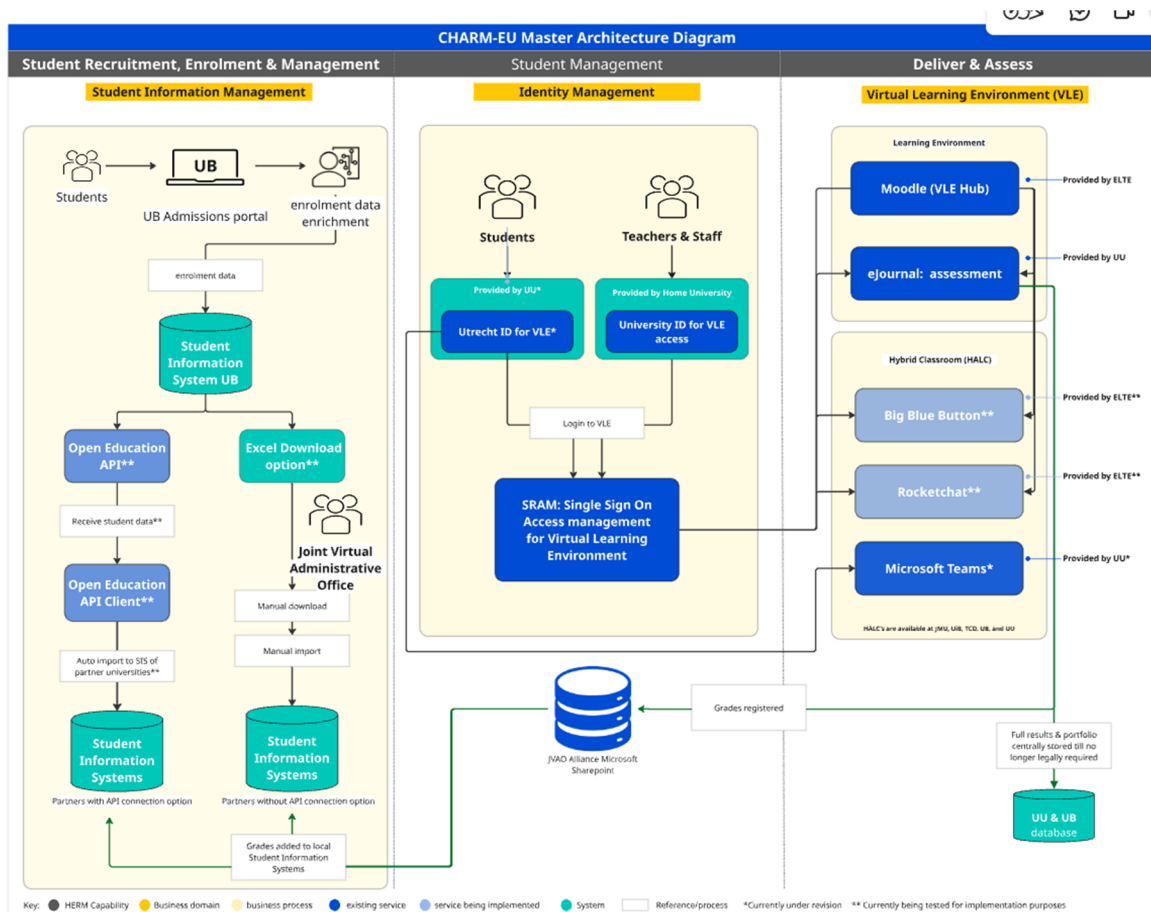 CHARM-EU Master Architecture Diagram
Student Recruitment, Enrolment & Management
Student Management
Deliver & Assess
Student Information Management
Identity Management
Virtual Learning Environment (VLE)
Students
UB
UB Admissions portal
enrolment data
enrichment
enrolment data
Student
Information
System UB
Open Education
API**
Excel Download
option**
Receive student data**
Joint Virtual
Administrative
Office
Open Education
API Client**
Manual download
Manual import
Auto import to SIS of
partner universities**
Student
Information
Systems
Student
Information
Systems
Partners with API connection option
Partners without API connection option
Grades added to local
Student Information
Systems
Students
Teachers & Staff
Provided by UU*
Utrecht ID for VLE*
Provided by Home University
University ID for VLE
access
Login to VLE
SRAM: Single Sign On
Access management
for Virtual Learning
Environment
JVAO Alliance Microsoft
Sharepoint
Grades registered
Learning Environment
Moodle (VLE Hub)
Provided by ELTE
eJournal: assessment
Provided by UU
Hybrid Classroom (HALC)
Big Blue Button**
Provided by ELTE**
Rocketchat**
Provided by ELTE**
Microsoft Teams*
Provided by UU*
HALC's are available at JMU, UiB, TCD, UB, and UU
Full results & portfolio
centrally stored till no
longer legally required
UU & UB
database
Key:
HERM Capability
Business domain
business process
existing service
service being implemented
System
Reference/process
*Currently under revision
** Currently being tested for implementation purposes